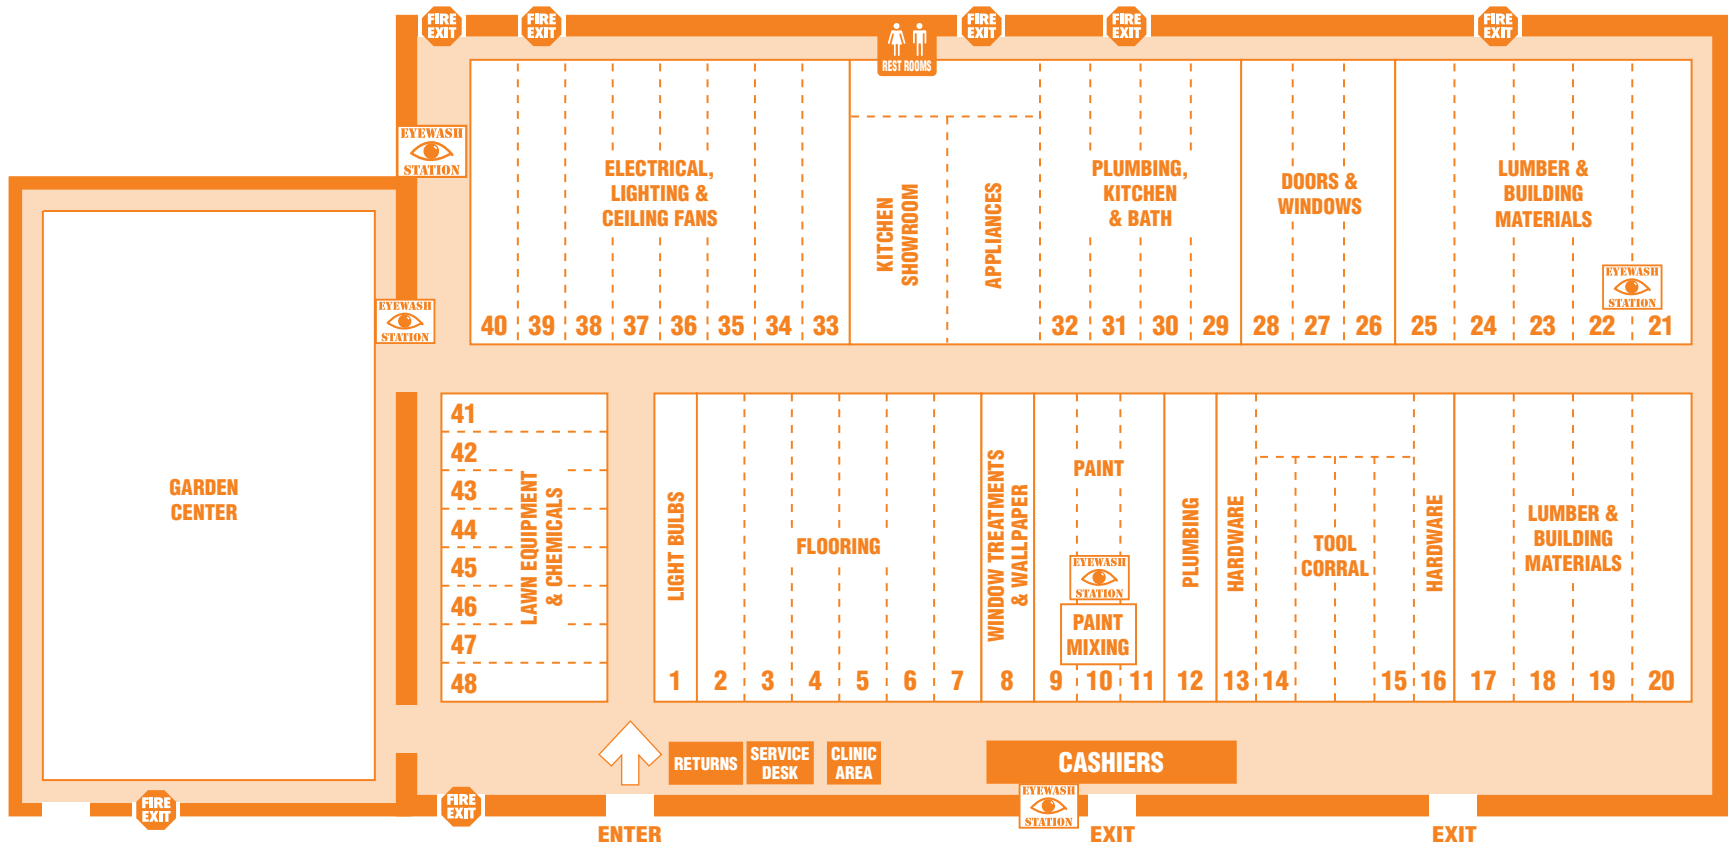 FIRE
EXIT
FIRE
EXIT
REST ROOMS
FIRE
EXIT
FIRE
EXIT
FIRE
EXIT
EYEWASH
STATION
ELECTRICAL,
LIGHTING &
CEILING FANS
KITCHEN
SHOWROOM
APPLIANCES
PLUMBING,
KITCHEN
& BATH
DOORS &
WINDOWS
LUMBER &
BUILDING
MATERIALS
EYEWASH
STATION
EYEWASH
STATION
40 39 38 37 36 35 34 33 32 31 30 29 28 27 26 25 24 23 22 21
GARDEN
CENTER
41
42
43
44
45
46
47
48
LAWN EQUIPMENT
& CHEMICALS
LIGHT BULBS
FLOORING
WINDOW TREATMENTS
& WALLPAPER
PAINT
EYEWASH
STATION
PAINT
MIXING
PLUMBING
HARDWARE
TOOL
CORRAL
HARDWARE
LUMBER &
BUILDING
MATERIALS
1 2 3 4 5 6 7 8 9 10 11 12 13 14 15 16 17 18 19 20
RETURNS
SERVICE
DESK
CLINIC
AREA
CASHIERS
FIRE
EXIT
FIRE
EXIT
EYEWASH
STATION
ENTER
EXIT
EXIT